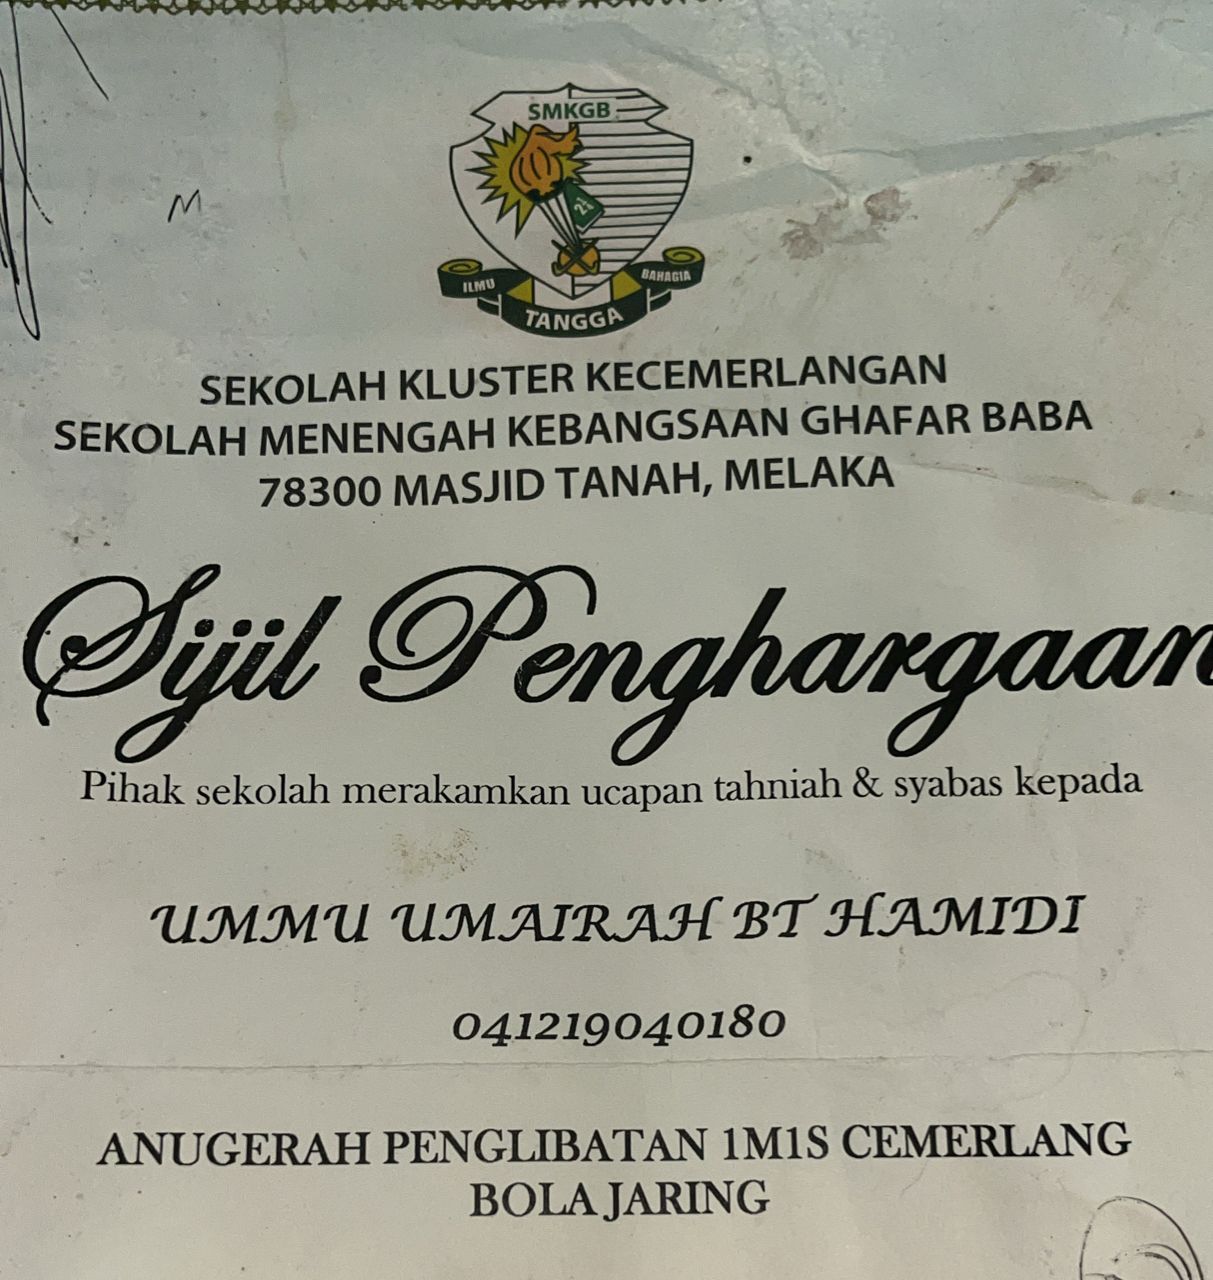 SMKGB
ILMU
TANGGA
BAHAGIA
SEKOLAH KLUSTER KECEMERLANGAN
SEKOLAH MENENGAH KEBANGSAAN GHAFAR BABA
78300 MASJID TANAH, MELAKA
Sijil Penghargaan
Pihak sekolah merakamkan ucapan tahniah & syabas kepada
UMMU UMAIRAH BT HAMIDI
041219040180
ANUGERAH PENGLIBATAN 1M1S CEMERLANG
BOLA JARING